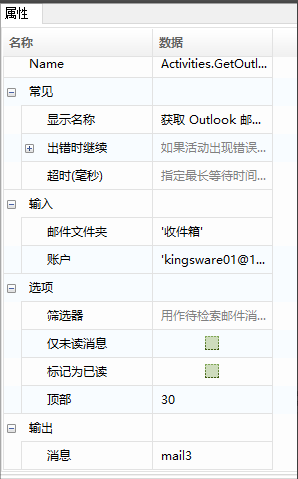 属性
名称 数据
Name Activities.GetOutl...
常见
显示名称 获取 Outlook 邮...
出错时继续 如果活动出现错误...
超时(毫秒) 指定最长等待时间...
输入
邮件文件夹 '收件箱'
账户 'kingsware01@1...
选项
筛选器 用作待检索邮件消...
仅未读消息
标记为已读
顶部 30
输出
消息 mail3